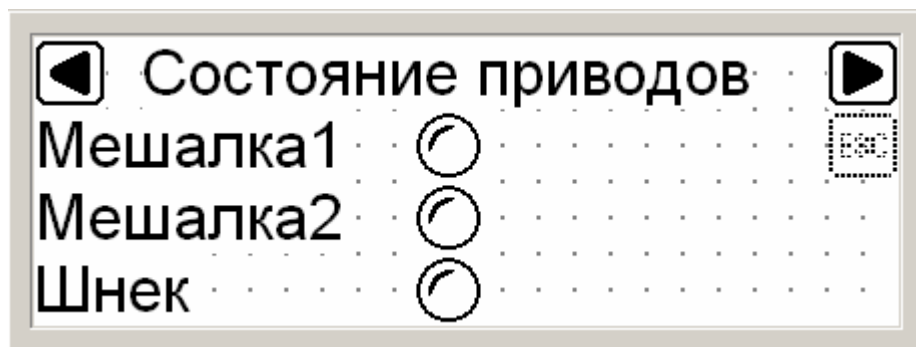 Состояние приводов
Мешалка1
ESC
Мешалка2
Шнек